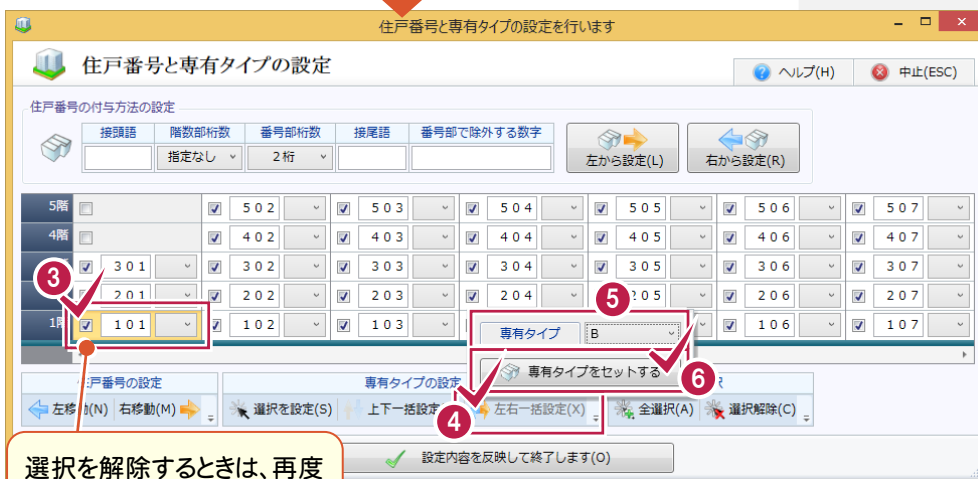 住戸番号と専有タイプの設定を行います
住戸番号と専有タイプの設定
ヘルプ(H)
中止(ESC)
住戸番号の付与方法の設定
接頭語 階数部桁数 番号部桁数 接尾語 番号部で除外する数字
指定なし 2桁
左から設定(L) 右から設定(R)
5階 502 503 504 505 506 507
4階 402 403 404 405 406 407
3 301 302 303 304 305 306 307
201 202 203 204 205 206 207
1階 101 102 103 106 107
5
専有タイプ B
専有タイプをセットする
6
4
戸番号の設定 専有タイプの設定
左移動(N) 右移動(M) 選択を設定(S) 上下一括設定 左右一括設定(X) 全選択(A) 選択解除(C)
設定内容を反映して終了します(O)
選択を解除するときは、再度